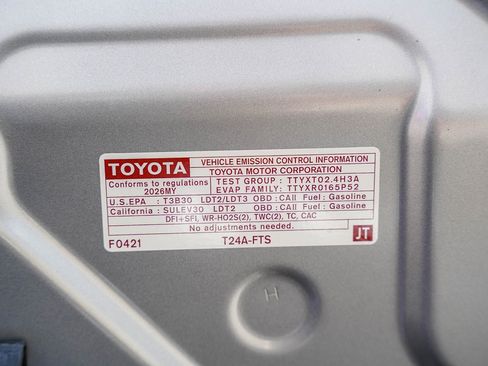 TOYOTA
VEHICLE EMISSION CONTROL INFORMATION
TOYOTA MOTOR CORPORATION
Conforms to regulations
2026MY
TEST GROUP : TTYXT02.4H3A
EVAP FAMILY: TTYXR0165P52
U.S.EPA : T3B30 LDT2/LDT3 OBD: CAII Fuel: Gasoline
California : SULEV30 LDT2 OBD: CAII Fuel: Gasoline
DFI+SFI, WR-HO2S(2), TWC(2), TC, CAC
No adjustments needed.
F0421 T24A-FTS JT
H